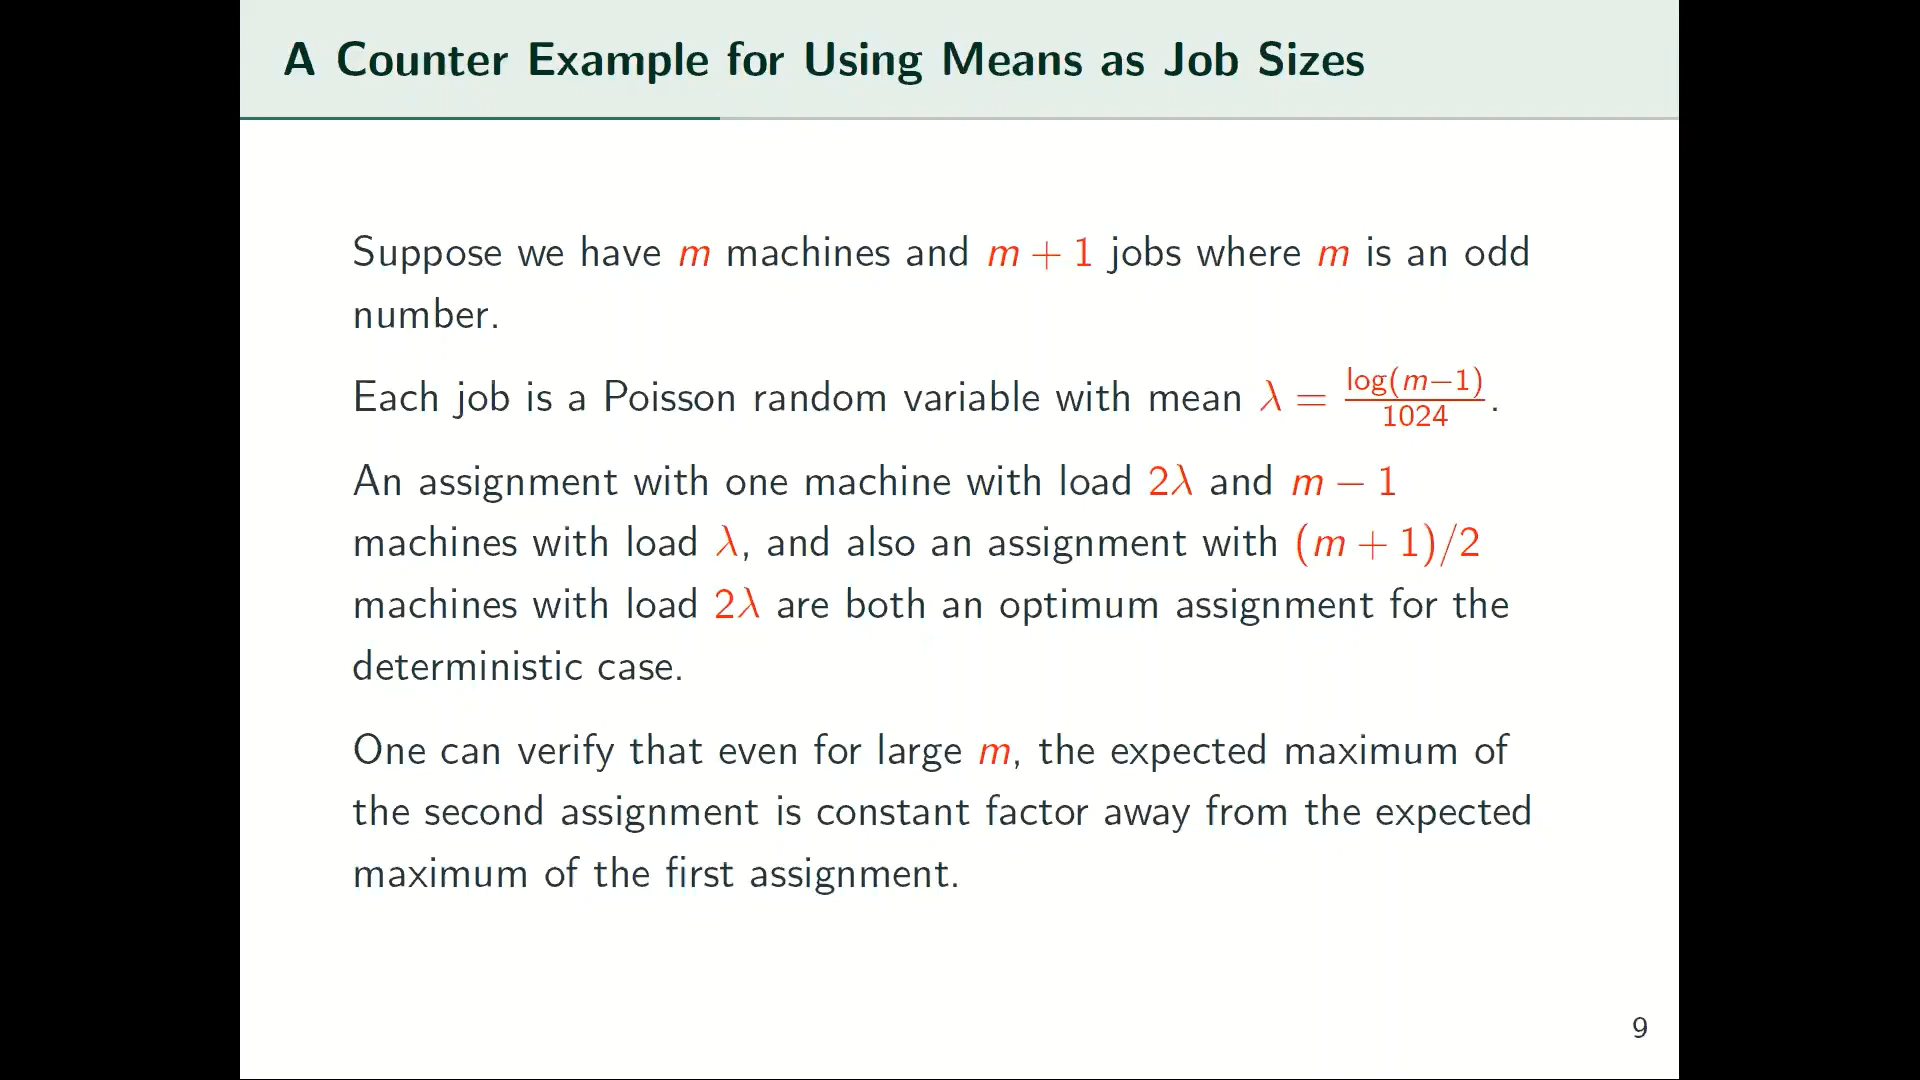 A Counter Example for Using Means as Job Sizes
Suppose we have m machines and m + 1 jobs where m is an odd
number.
Each job is a Poisson random variable with mean λ = log(m−1)/1024.
An assignment with one machine with load 2λ and m − 1
machines with load λ, and also an assignment with (m + 1)/2
machines with load 2λ are both an optimum assignment for the
deterministic case.
One can verify that even for large m, the expected maximum of
the second assignment is constant factor away from the expected
maximum of the first assignment.
9